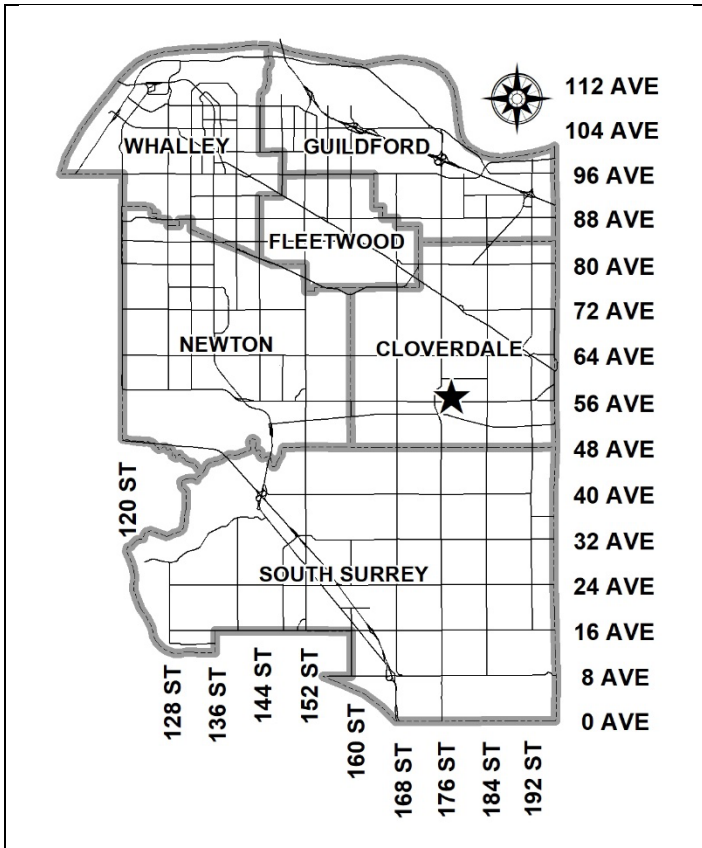 112 AVE
104 AVE
WHALLEY
GUILDFORD
96 AVE
88 AVE
FLEETWOOD
80 AVE
72 AVE
NEWTON
CLOVERDALE
64 AVE
56 AVE
48 AVE
120 ST
40 AVE
32 AVE
SOUTH SURREY
24 AVE
16 AVE
8 AVE
0 AVE
128 ST
136 ST
144 ST
152 ST
160 ST
168 ST
176 ST
184 ST
192 ST